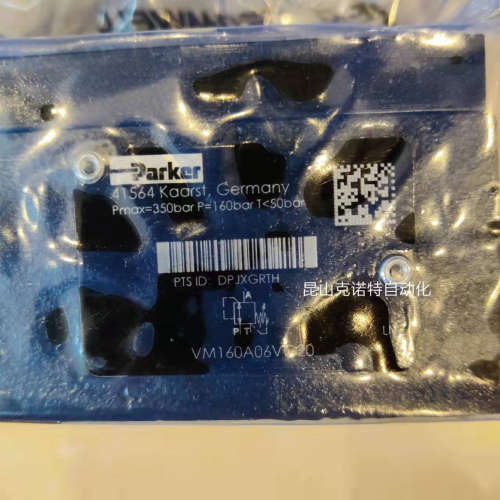 Parker
41564 Kaarst, Germany
Pmax=350bar P=160bar T<50bar
PTS ID: DPJXGRTH
昆山克诺特自动化
A
P T